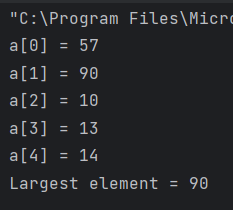 "C:\Program Files\Micro
a[0] = 57
a[1] = 90
a[2] = 10
a[3] = 13
a[4] = 14
Largest element = 90